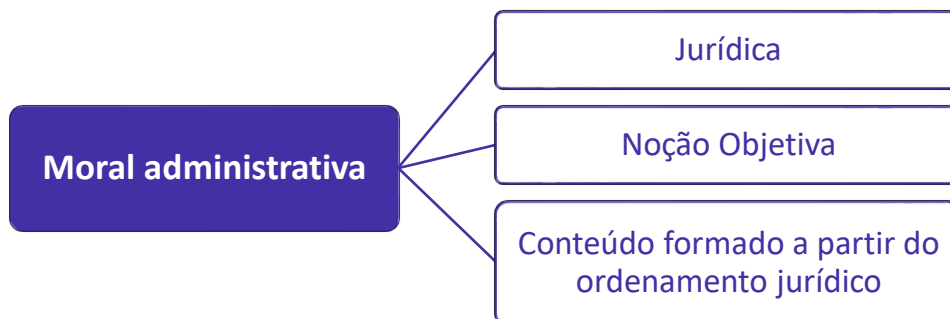 Moral administrativa
Jurídica
Noção Objetiva
Conteúdo formado a partir do
ordenamento jurídico